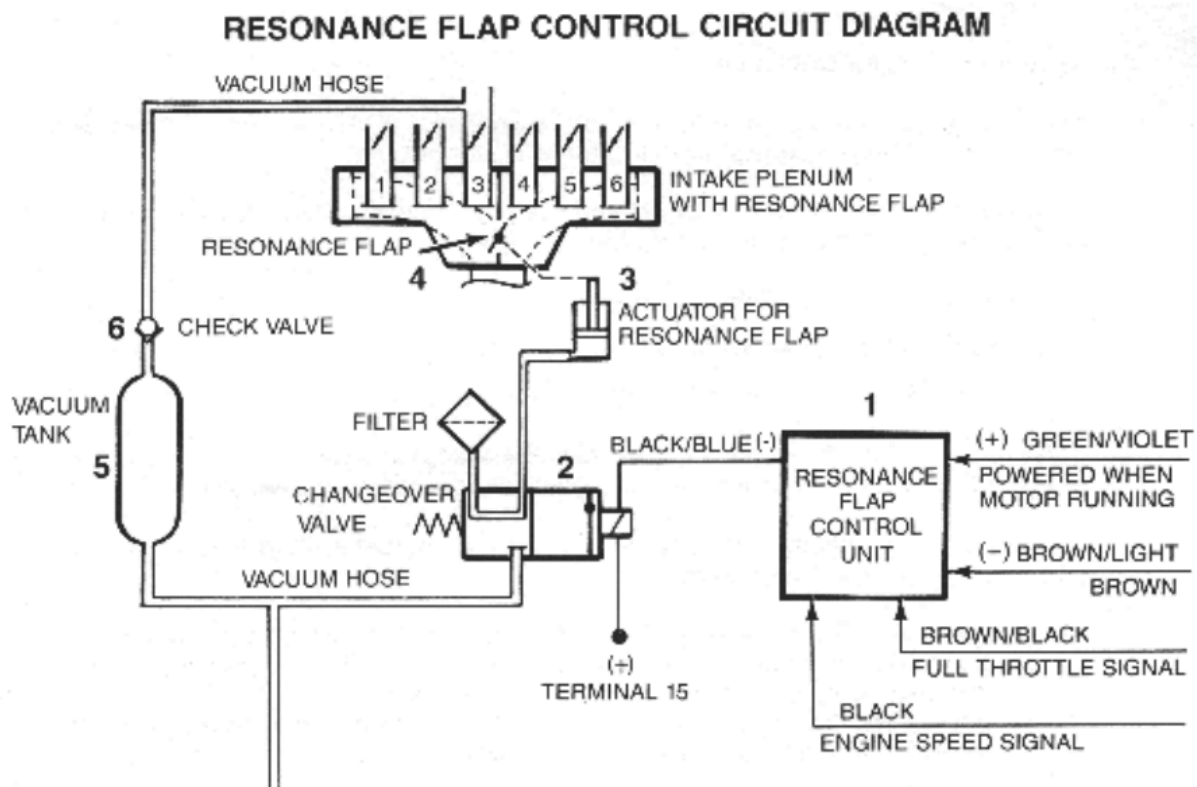 RESONANCE FLAP CONTROL CIRCUIT DIAGRAM
VACUUM HOSE
1 2 3 4 5 6
INTAKE PLENUM
WITH RESONANCE FLAP
RESONANCE FLAP
4
3
ACTUATOR FOR
RESONANCE FLAP
6
CHECK VALVE
VACUUM
TANK
5
FILTER
CHANGEOVER
VALVE
2
BLACK/BLUE (-)
1
RESONANCE
FLAP
CONTROL
UNIT
(+) GREEN/VIOLET
POWERED WHEN
MOTOR RUNNING
(-) BROWN/LIGHT
BROWN
VACUUM HOSE
(+)
TERMINAL 15
BROWN/BLACK
FULL THROTTLE SIGNAL
BLACK
ENGINE SPEED SIGNAL